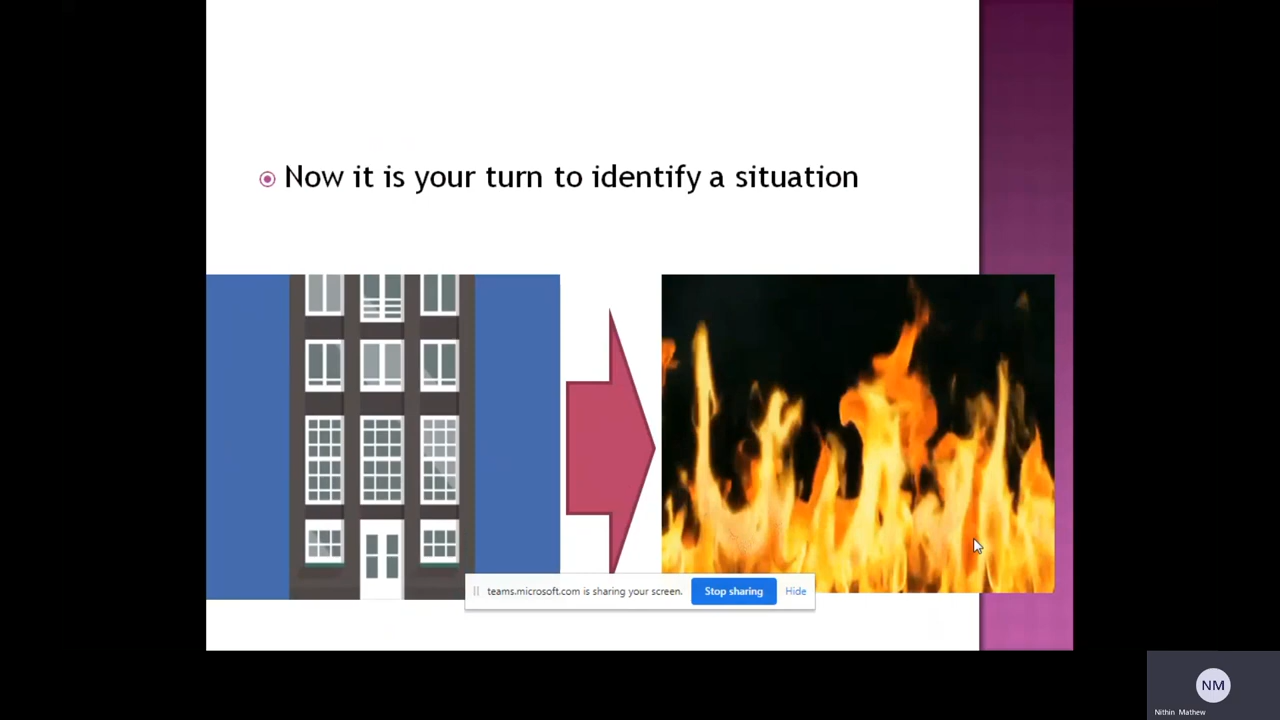 Now it is your turn to identify a situation
teams.microsoft.com is sharing your screen. Stop sharing Hide
NM
Nithin Mathew